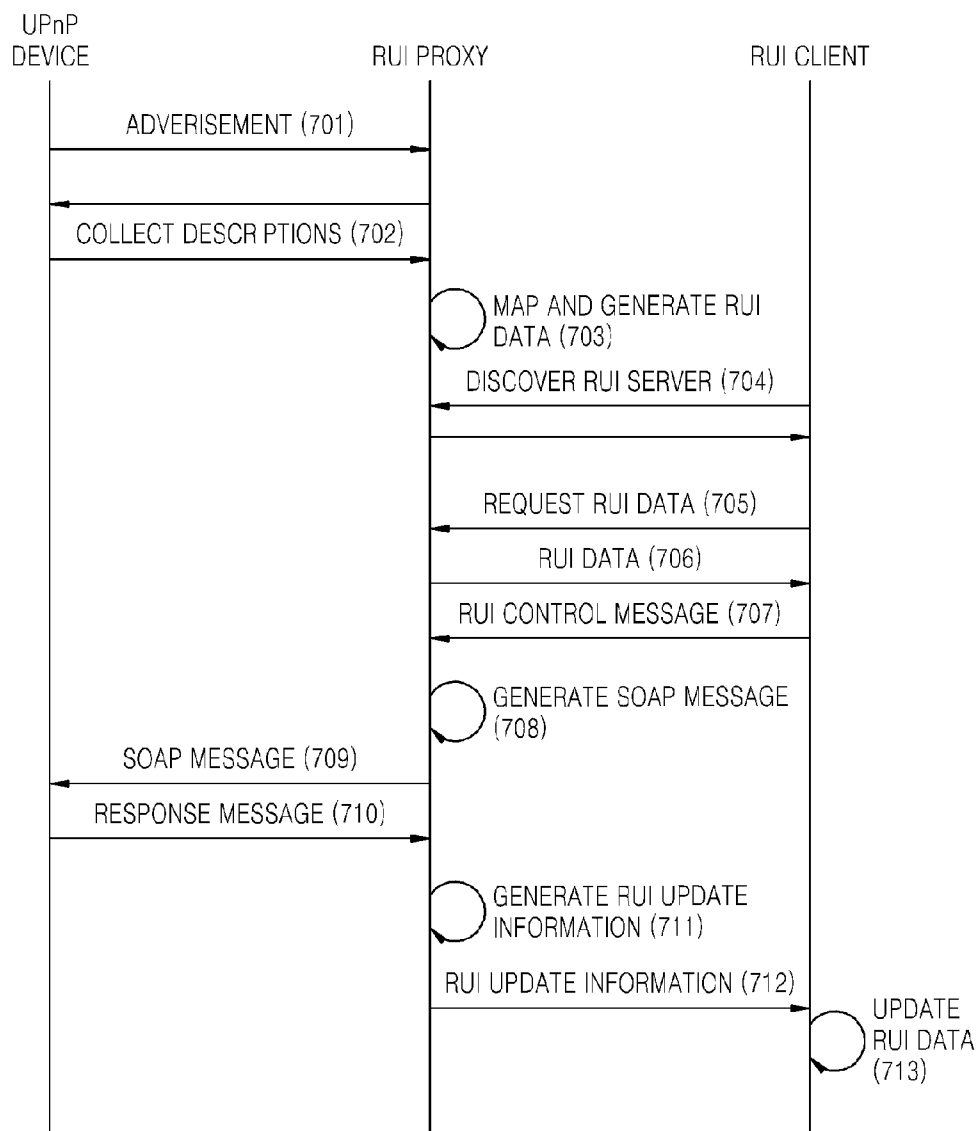 UPnP
DEVICE
RUI PROXY
RUI CLIENT
ADVERISEMENT (701)
COLLECT DESCR PTIONS (702)
MAP AND GENERATE RUI
DATA (703)
DISCOVER RUI SERVER (704)
REQUEST RUI DATA (705)
RUI DATA (706)
RUI CONTROL MESSAGE (707)
GENERATE SOAP MESSAGE
(708)
SOAP MESSAGE (709)
RESPONSE MESSAGE (710)
GENERATE RUI UPDATE
INFORMATION (711)
RUI UPDATE INFORMATION (712)
UPDATE
RUI DATA
(713)